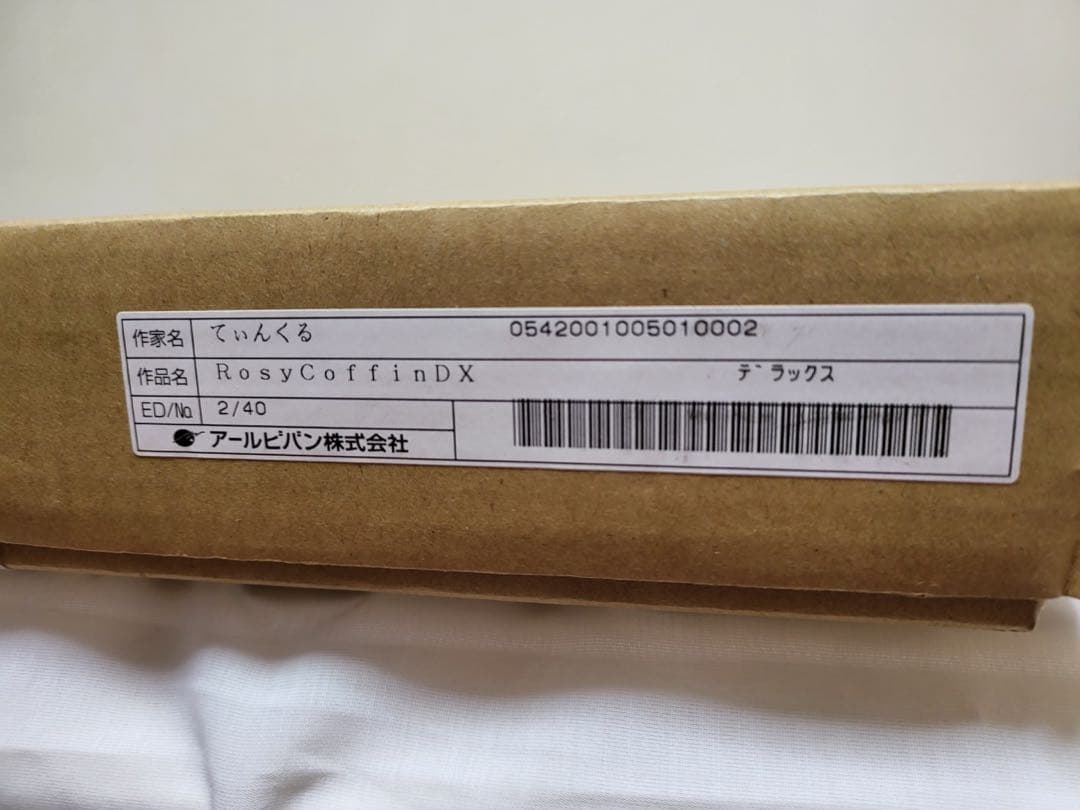 作家名 てぃんくる 0542001005010002
作品名 RosyCoffinDX デラックス
ED/No. 2/40
アールビバン株式会社